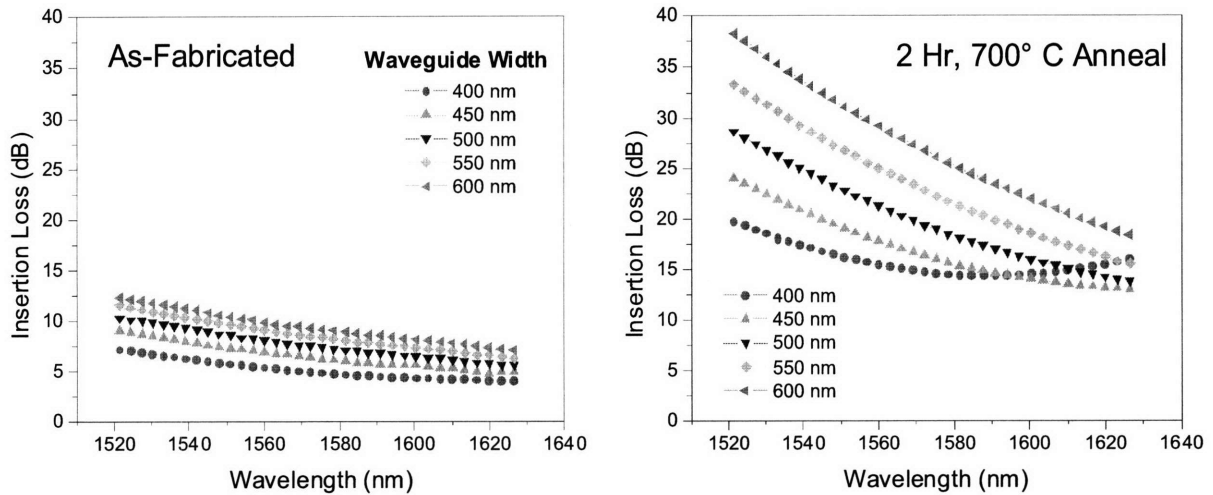 As-Fabricated
Waveguide Width
400 nm
450 nm
500 nm
550 nm
600 nm
40
35
30
25
20
15
10
5
0
1520 1540 1560 1580 1600 1620 1640
Insertion Loss (dB)
Wavelength (nm)
2 Hr, 700° C Anneal
400 nm
450 nm
500 nm
550 nm
600 nm
40
35
30
25
20
15
10
5
0
1520 1540 1560 1580 1600 1620 1640
Insertion Loss (dB)
Wavelength (nm)